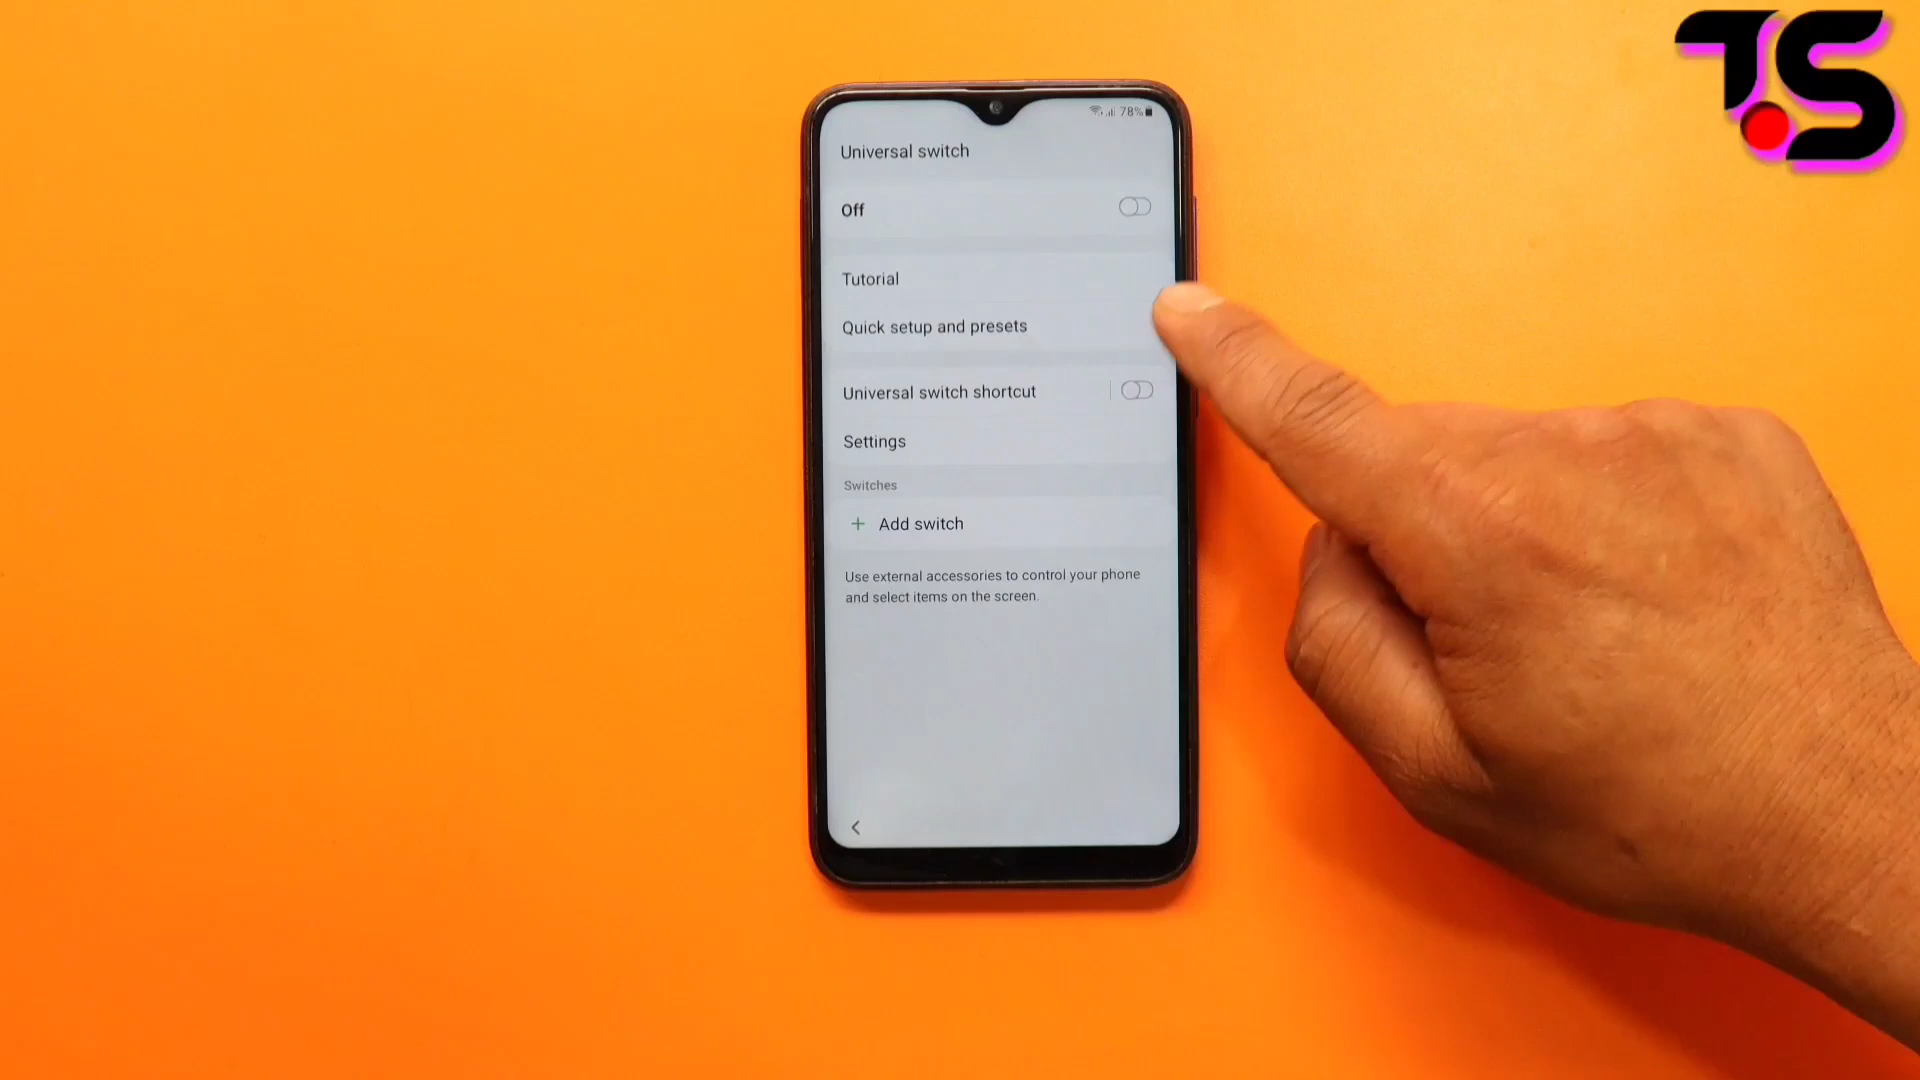 T.S
78%
Universal switch
Off
Tutorial
Quick setup and presets
Universal switch shortcut
Settings
Switches
+ Add switch
Use external accessories to control your phone
and select items on the screen.